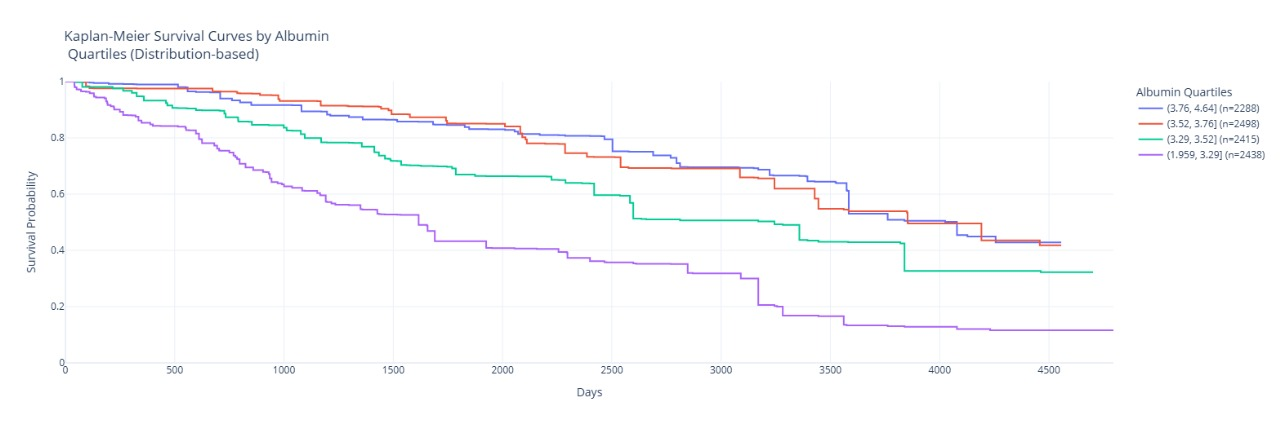 Kaplan-Meier Survival Curves by Albumin
Quartiles (Distribution-based)
Survival Probability
1
0.8
0.6
0.4
0.2
0
0 500 1000 1500 2000 2500 3000 3500 4000 4500
Days
Albumin Quartiles
(3.76, 4.64] (n=2288)
(3.52, 3.76] (n=2498)
(3.29, 3.52] (n=2415)
(1.959, 3.29] (n=2438)